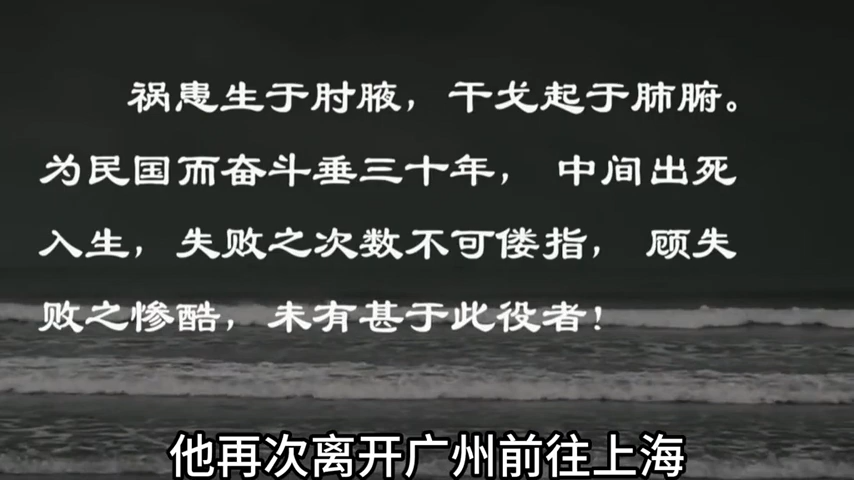 祸患生于肘腋，干戈起于肺腑。
为民国而奋斗垂三十年，中间出死
入生，失败之次数不可偻指，顾失
败之惨酷，未有甚于此役者！
他再次离开广州前往上海